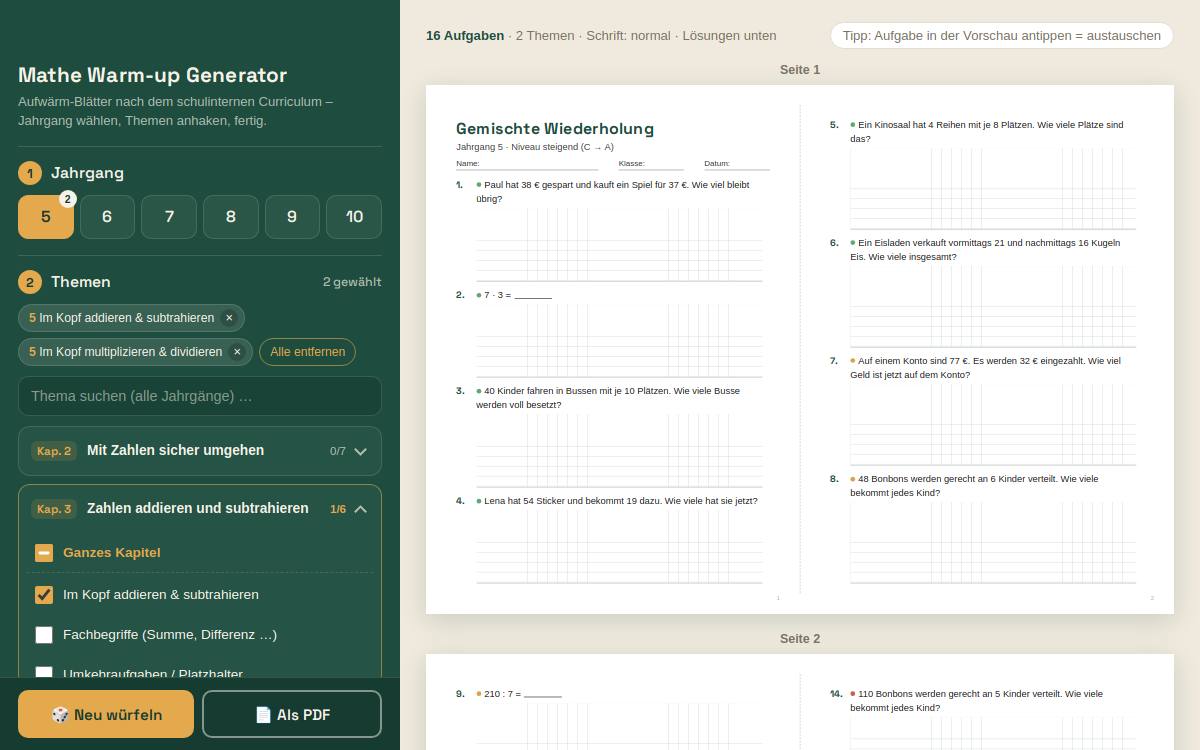 Mathe Warm-up Generator
Aufwärm-Blätter nach dem schulinternen Curriculum –
Jahrgang wählen, Themen anhaken, fertig.
1 Jahrgang
5 2 6 7 8 9 10
2 Themen 2 gewählt
5 Im Kopf addieren & subtrahieren ×
5 Im Kopf multiplizieren & dividieren × Alle entfernen
Thema suchen (alle Jahrgänge) …
Kap. 2 Mit Zahlen sicher umgehen 0/7
Kap. 3 Zahlen addieren und subtrahieren 1/6
Ganzes Kapitel
Im Kopf addieren & subtrahieren
Fachbegriffe (Summe, Differenz …)
Umkehraufgaben / Platzhalter
🎲 Neu würfeln 📄 Als PDF
16 Aufgaben · 2 Themen · Schrift: normal · Lösungen unten
Tipp: Aufgabe in der Vorschau antippen = austauschen
Seite 1
Gemischte Wiederholung
Jahrgang 5 · Niveau steigend (C → A)
Name: Klasse: Datum:
1. Paul hat 38 € gespart und kauft ein Spiel für 37 €. Wie viel bleibt
übrig?
2. 7 · 3 = ______
3. 40 Kinder fahren in Bussen mit je 10 Plätzen. Wie viele Busse
werden voll besetzt?
4. Lena hat 54 Sticker und bekommt 19 dazu. Wie viele hat sie jetzt?
1
5. Ein Kinosaal hat 4 Reihen mit je 8 Plätzen. Wie viele Plätze sind
das?
6. Ein Eisladen verkauft vormittags 21 und nachmittags 16 Kugeln
Eis. Wie viele insgesamt?
7. Auf einem Konto sind 77 €. Es werden 32 € eingezahlt. Wie viel
Geld ist jetzt auf dem Konto?
8. 48 Bonbons werden gerecht an 6 Kinder verteilt. Wie viele
bekommt jedes Kind?
2
Seite 2
9. 210 : 7 = ______
14. 110 Bonbons werden gerecht an 5 Kinder verteilt. Wie viele
bekommt jedes Kind?